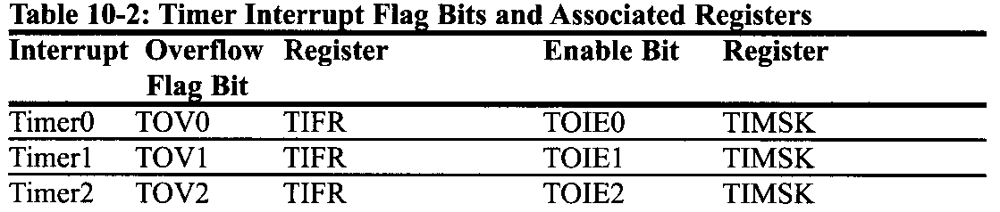 Table 10-2: Timer Interrupt Flag Bits and Associated Registers
Interrupt Overflow Register Enable Bit Register
Flag Bit
Timer0 TOV0 TIFR TOIE0 TIMSK
Timer1 TOV1 TIFR TOIE1 TIMSK
Timer2 TOV2 TIFR TOIE2 TIMSK